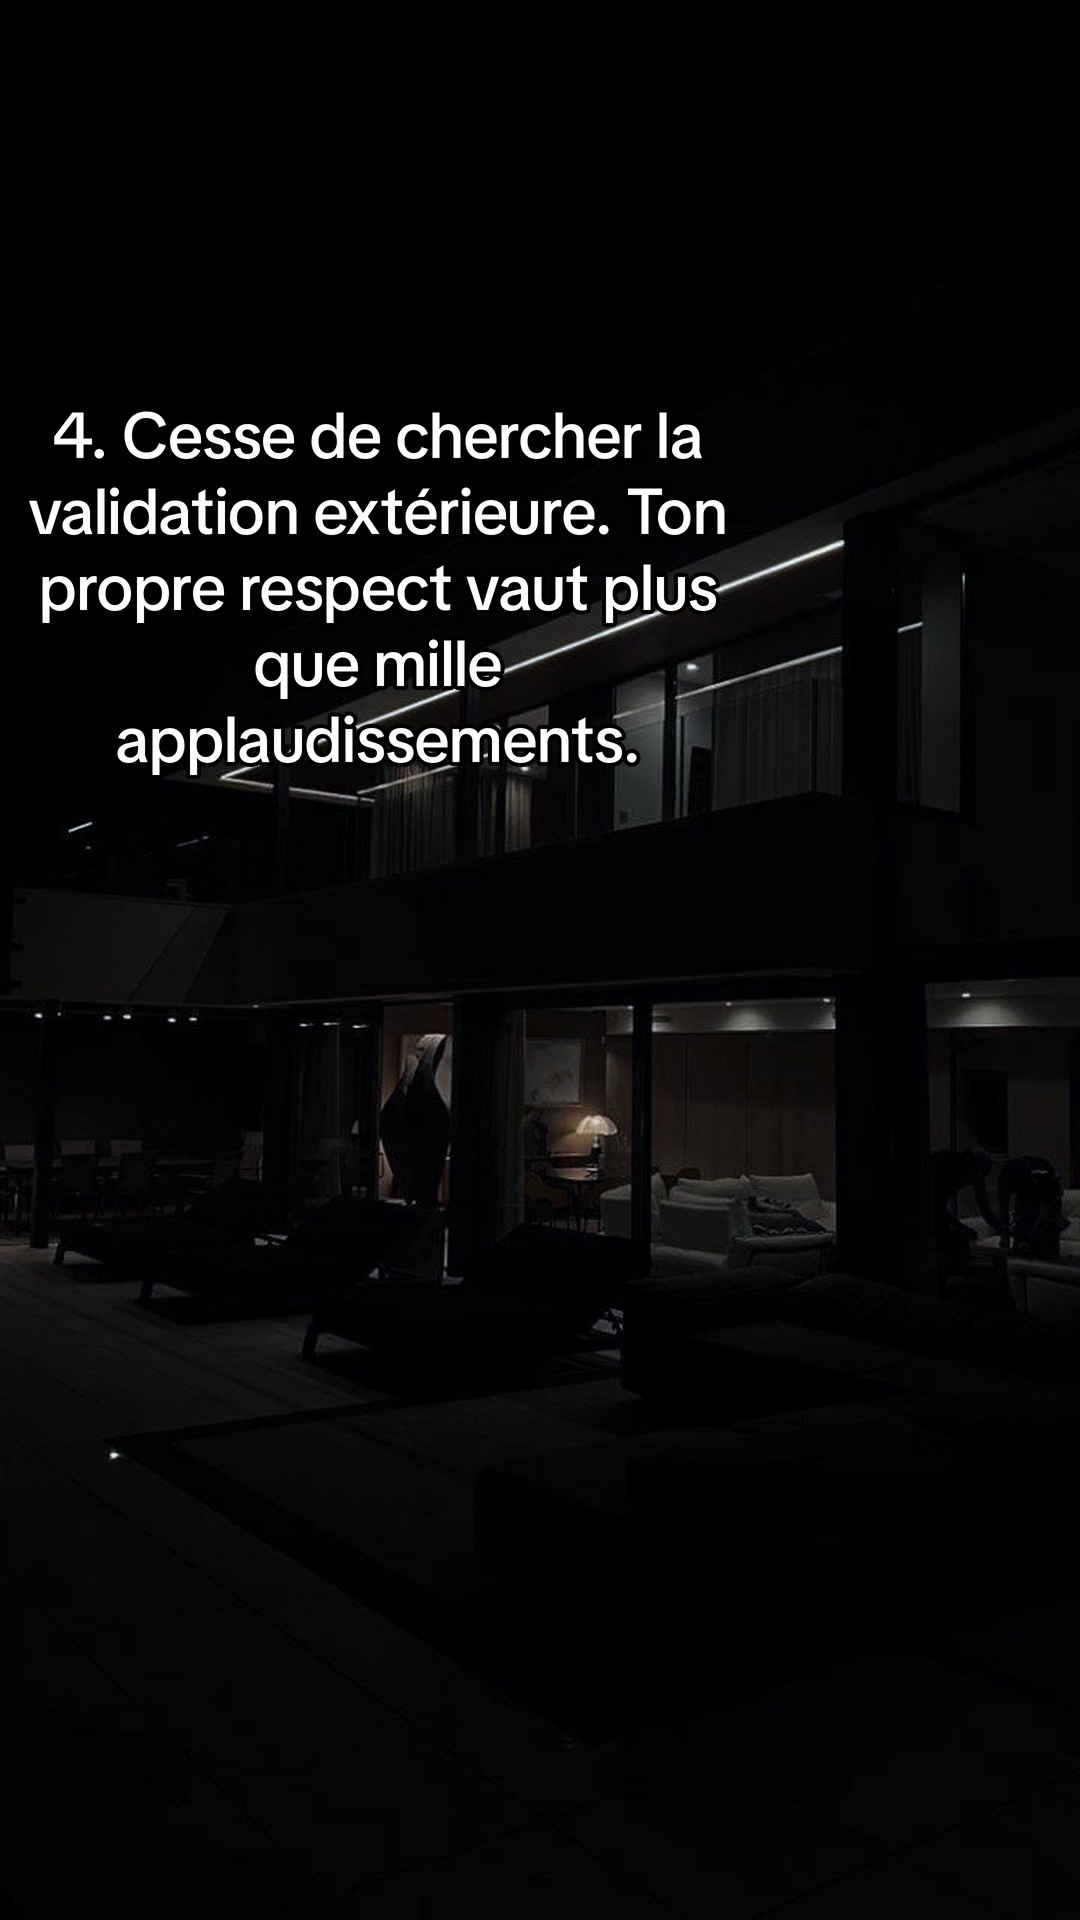 4. Cesse de chercher la
validation extérieure. Ton
propre respect vaut plus
que mille
applaudissements.